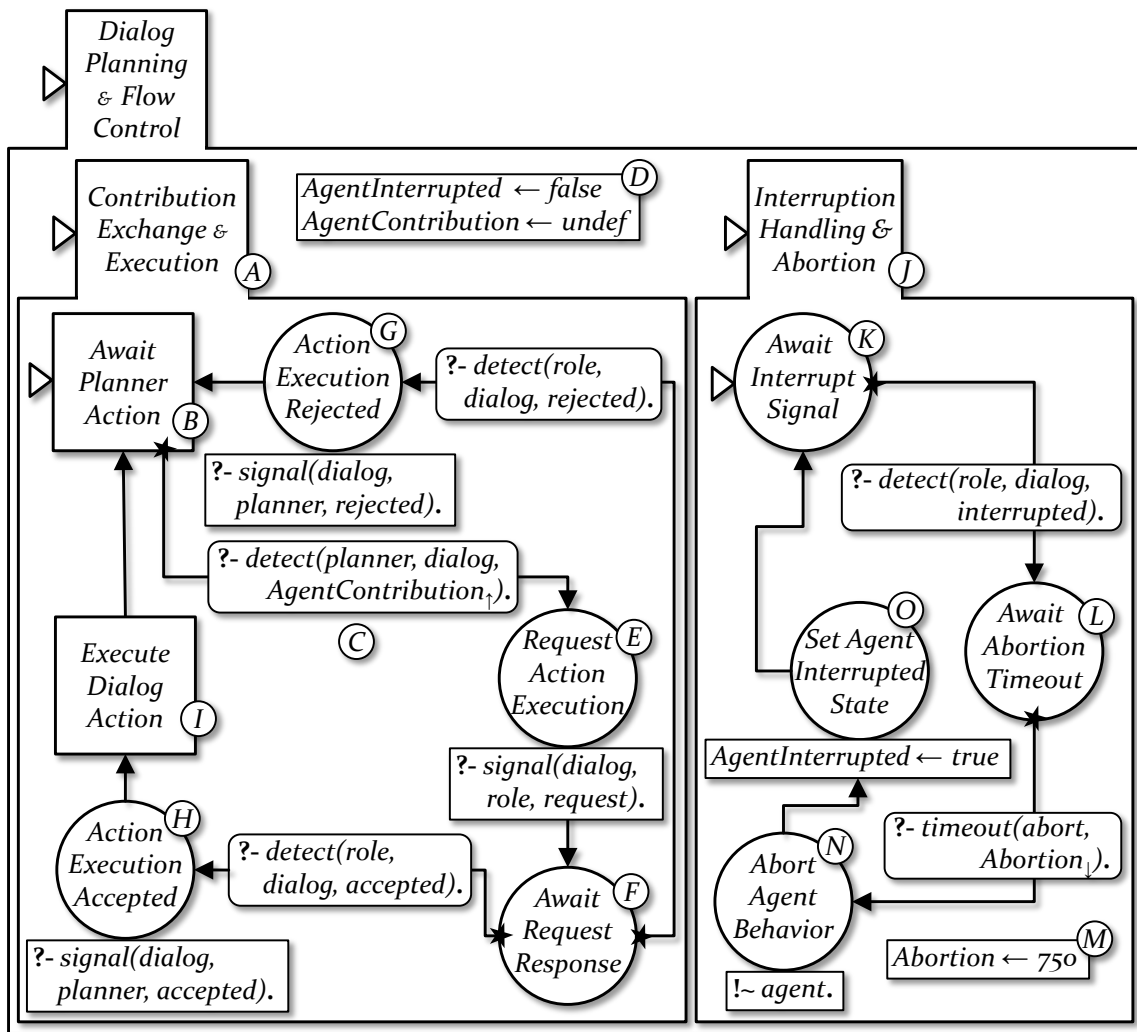 Dialog
Planning
& Flow
Control
Contribution
Exchange &
Execution
A
AgentInterrupted ← false
AgentContribution ← undef
D
Interruption
Handling &
Abortion
J
Await
Planner
Action
B
Action
Execution
Rejected
G
?- detect(role,
dialog, rejected).
?- signal(dialog,
planner, rejected).
?- detect(planner, dialog,
AgentContribution↑).
C
Request
Action
Execution
E
?- signal(dialog,
role, request).
Execute
Dialog
Action
I
Action
Execution
Accepted
H
?- detect(role,
dialog, accepted).
Await
Request
Response
F
?- signal(dialog,
planner, accepted).
Await
Interrupt
Signal
K
?- detect(role, dialog,
interrupted).
Await
Abortion
Timeout
L
Set Agent
Interrupted
State
O
AgentInterrupted ← true
?- timeout(abort,
Abortion↓).
Abort
Agent
Behavior
N
Abortion ← 750
M
!~ agent.